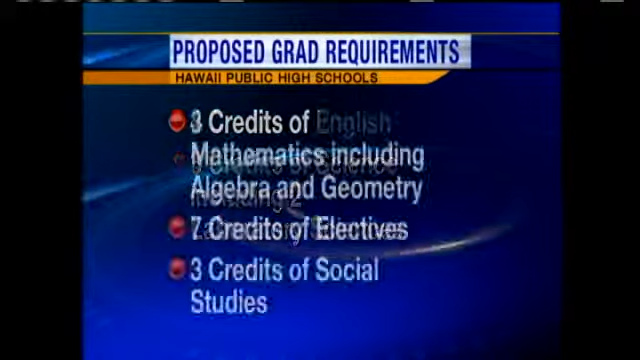 PROPOSED GRAD REQUIREMENTS
HAWAII PUBLIC HIGH SCHOOLS
3 Credits of English
Mathematics including
Algebra and Geometry
7 Credits of Electives
3 Credits of Social
Studies